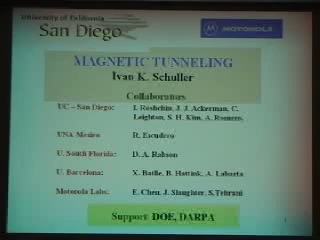 University of California
San Diego
MOTOROLA
MAGNETIC TUNNELING
Ivan K. Schuller
Collaborators
UC – San Diego: I. Roshchin, J. J. Ackerman, C. Leighton, S. H. Kim, A. Romero,
UNA Mexico R. Escudero
U. South Florida: D. A. Rabson
U. Barcelona: X. Batlle, B. Hattink, A. Labarta
Motorola Labs: E. Chen, J. Slaughter, S. Tehrani
Support: DOE, DARPA